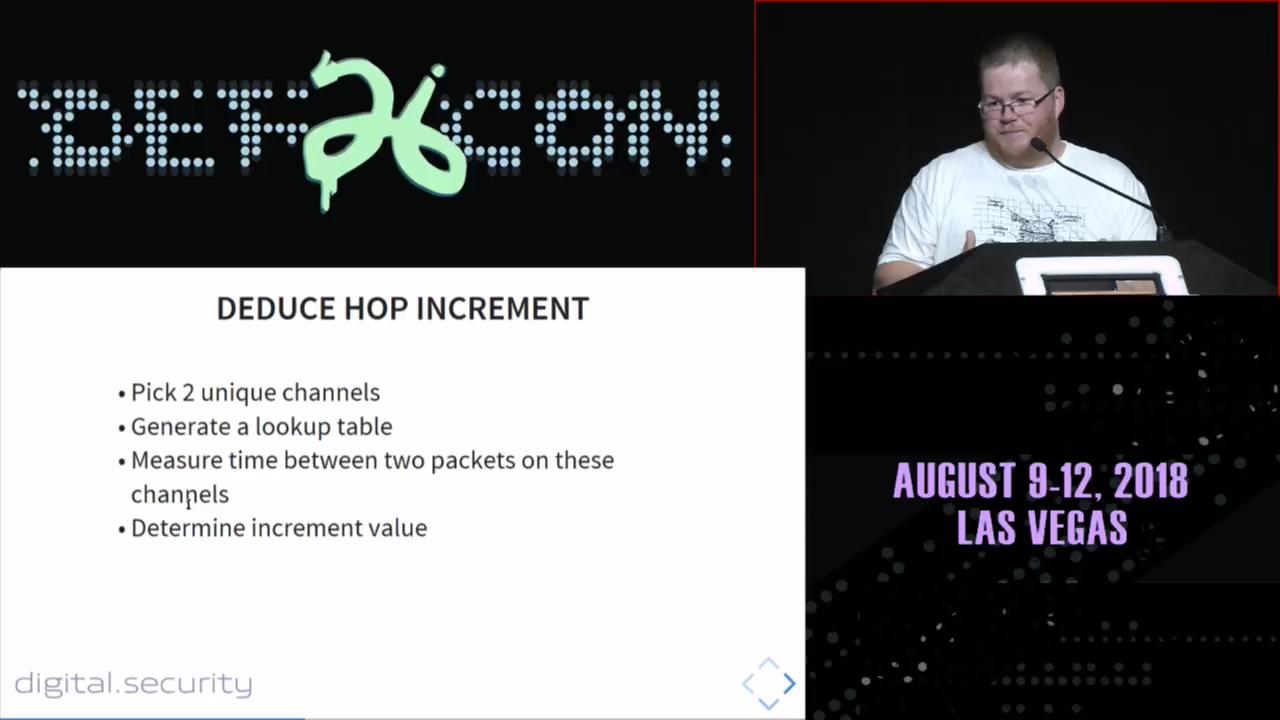 DEF 26 CON
DEDUCE HOP INCREMENT
• Pick 2 unique channels
• Generate a lookup table
• Measure time between two packets on these
channels
• Determine increment value
digital.security
AUGUST 9-12, 2018
LAS VEGAS